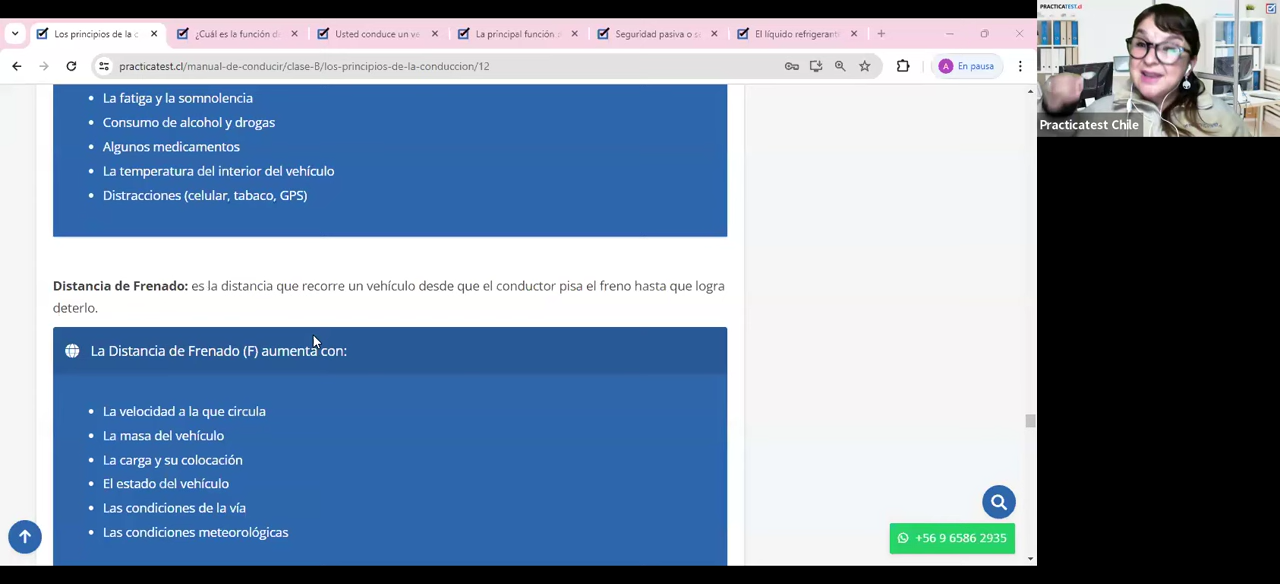 Los principios de la c
¿Cuál es la función de
Usted conduce un ve
La principal función
Seguridad pasiva o s
El líquido refrigerant
PRACTICATEST.cl
practicatest.cl/manual-de-conducir/clase-B/los-principios-de-la-conduccion/12
A
En pausa
Practicatest Chile
La fatiga y la somnolencia
Consumo de alcohol y drogas
Algunos medicamentos
La temperatura del interior del vehículo
Distracciones (celular, tabaco, GPS)
Distancia de Frenado: es la distancia que recorre un vehículo desde que el conductor pisa el freno hasta que logra
deterlo.
La Distancia de Frenado (F) aumenta con:
La velocidad a la que circula
La masa del vehículo
La carga y su colocación
El estado del vehículo
Las condiciones de la vía
Las condiciones meteorológicas
+56 9 6586 2935